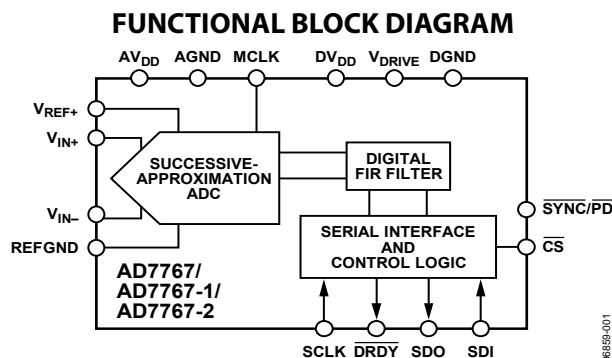 FUNCTIONAL BLOCK DIAGRAM
AVDD AGND MCLK DVDD VDRIVE DGND
VREF+
VIN+
VIN–
REFGND
SUCCESSIVE-
APPROXIMATION
ADC
DIGITAL
FIR FILTER
SERIAL INTERFACE
AND
CONTROL LOGIC
SYNC/PD
CS
AD7767/
AD7767-1/
AD7767-2
SCLK DRDY SDO SDI
06859-001